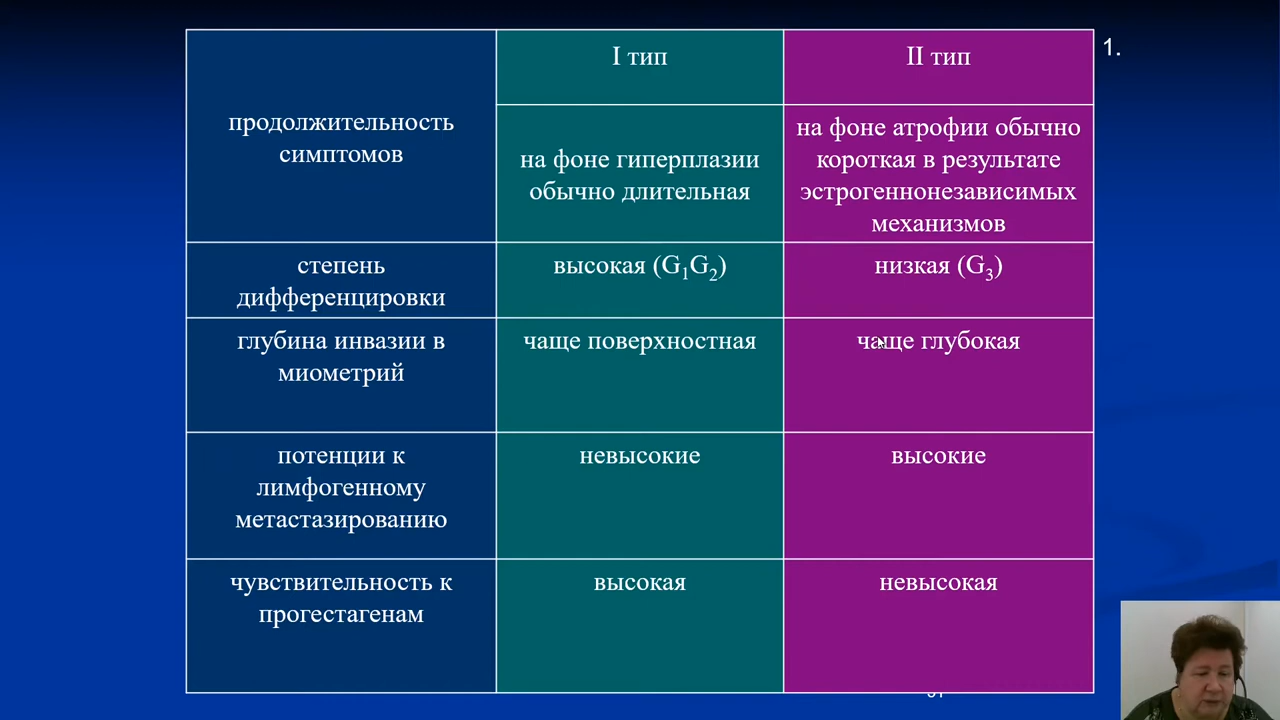 1.
I тип
II тип
продолжительность
симптомов
на фоне гиперплазии
обычно длительная
на фоне атрофии обычно
короткая в результате
эстрогеннонезависимых
механизмов
степень
дифференцировки
высокая (G₁G₂)
низкая (G₃)
глубина инвазии в
миометрий
чаще поверхностная
чаще глубокая
потенции к
лимфогенному
метастазированию
невысокие
высокие
чувствительность к
прогестагенам
высокая
невысокая